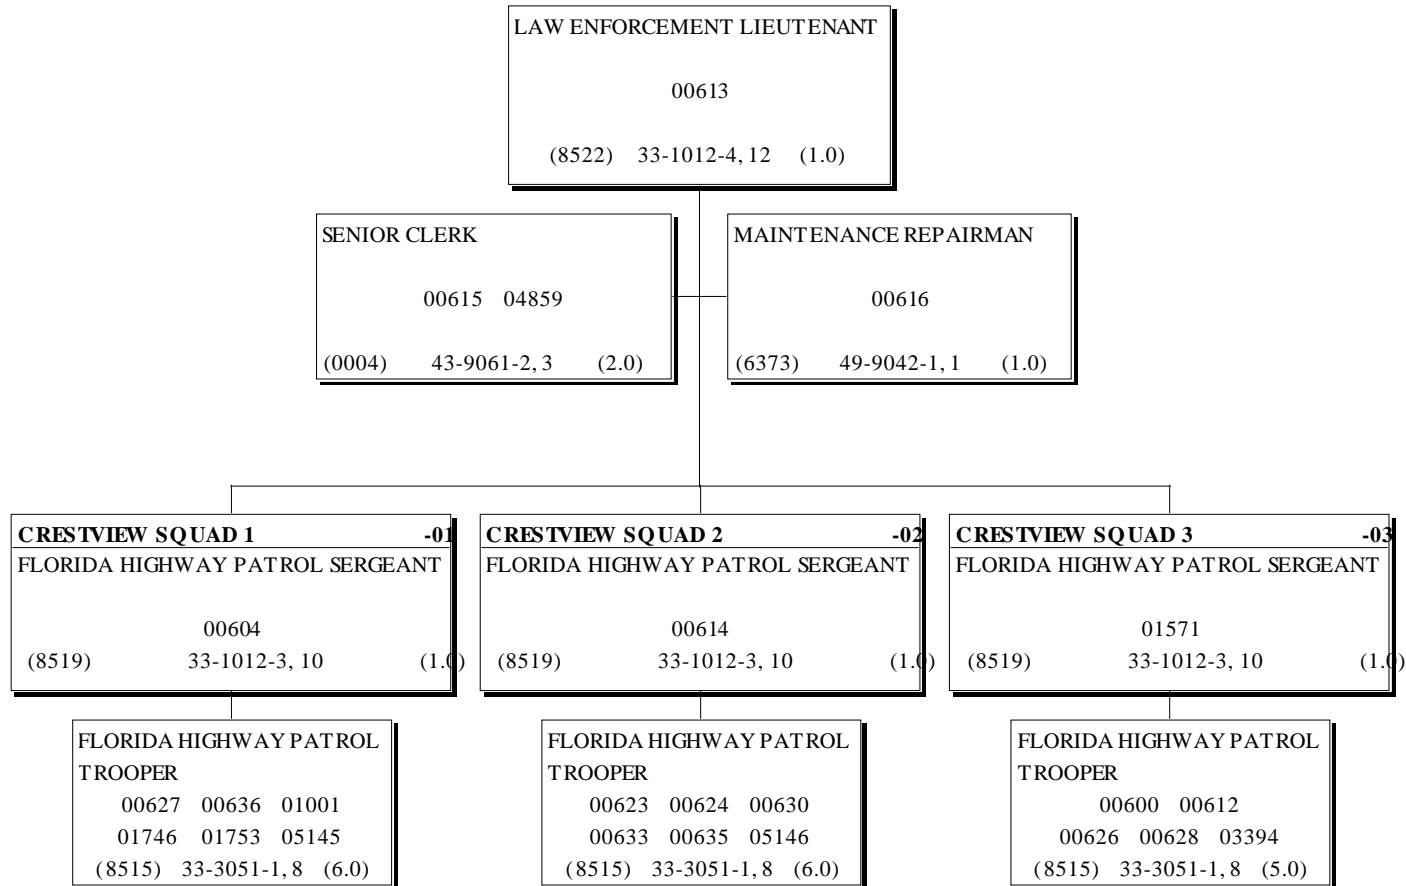 LAW ENFORCEMENT LIEUTENANT
00613
(8522) 33-1012-4, 12 (1.0)
SENIOR CLERK
00615 04859
(0004) 43-9061-2, 3 (2.0)
MAINTENANCE REPAIRMAN
00616
(6373) 49-9042-1, 1 (1.0)
CRESTVIEW SQUAD 1 -01
FLORIDA HIGHWAY PATROL SERGEANT
00604
(8519) 33-1012-3, 10 (1.0)
FLORIDA HIGHWAY PATROL
TROOPER
00627 00636 01001
01746 01753 05145
(8515) 33-3051-1, 8 (6.0)
CRESTVIEW SQUAD 2 -02
FLORIDA HIGHWAY PATROL SERGEANT
00614
(8519) 33-1012-3, 10 (1.0)
FLORIDA HIGHWAY PATROL
TROOPER
00623 00624 00630
00633 00635 05146
(8515) 33-3051-1, 8 (6.0)
CRESTVIEW SQUAD 3 -03
FLORIDA HIGHWAY PATROL SERGEANT
01571
(8519) 33-1012-3, 10 (1.0)
FLORIDA HIGHWAY PATROL
TROOPER
00600 00612
00626 00628 03394
(8515) 33-3051-1, 8 (5.0)